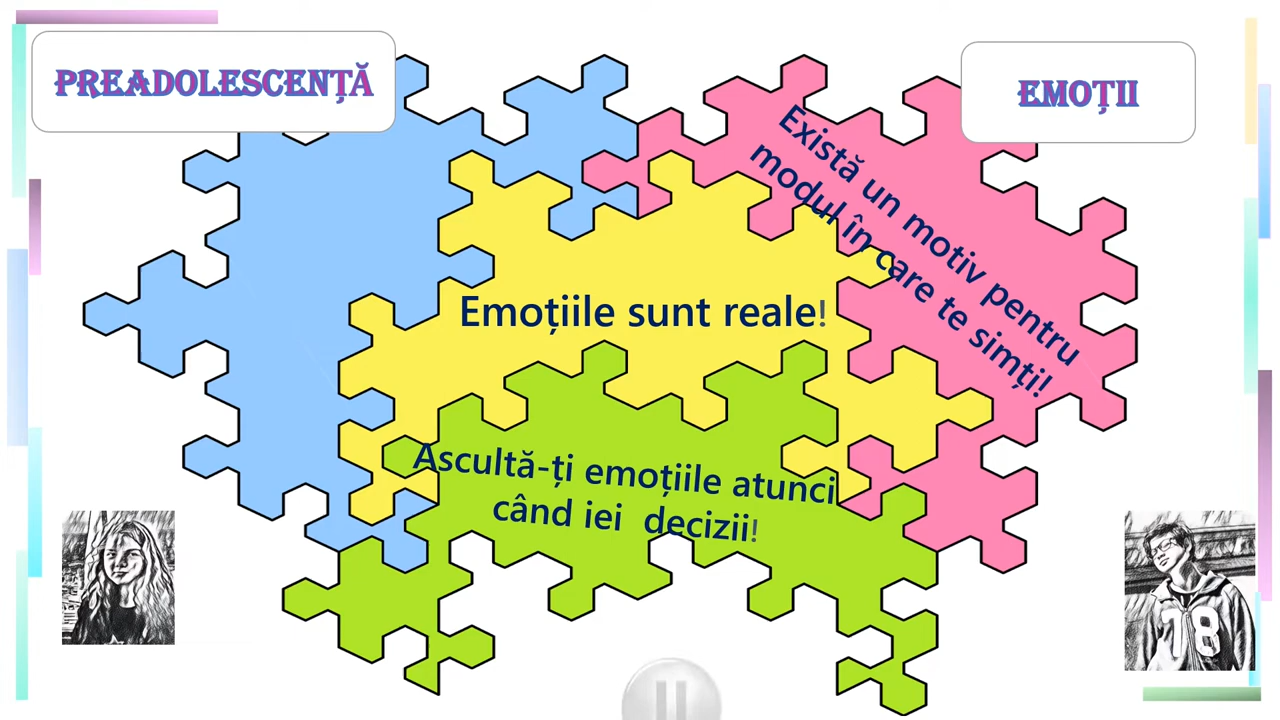 PREADOLESCENȚĂ
EMOȚII
Există un motiv pentru
modul în care te simți!
Emoțiile sunt reale!
Ascultă-ți emoțiile atunci
când iei decizii!
78